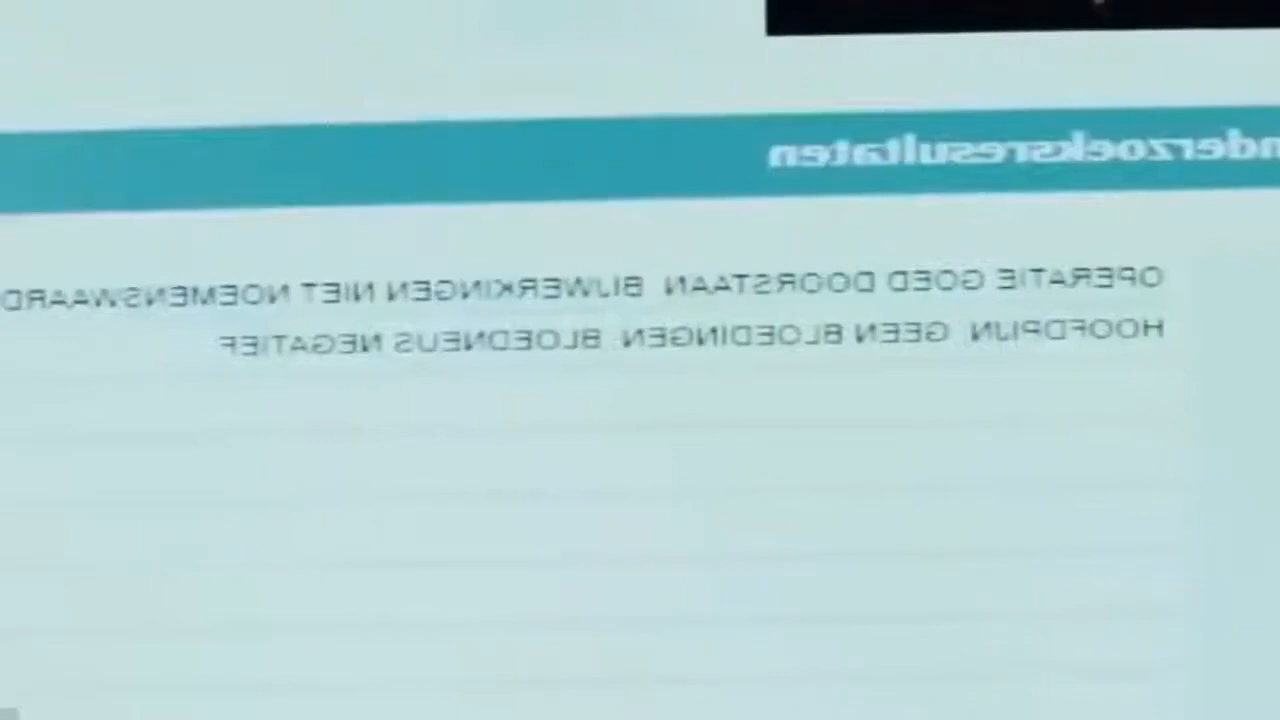 nderzoeksresultaten
OPERATIE GOED DOORSTAAN. BIJWERKINGEN NIET NOEMENSWAARD
HOOFDPIJN. GEEN BLOEDINGEN. BLOEDNEUS NEGATIEF